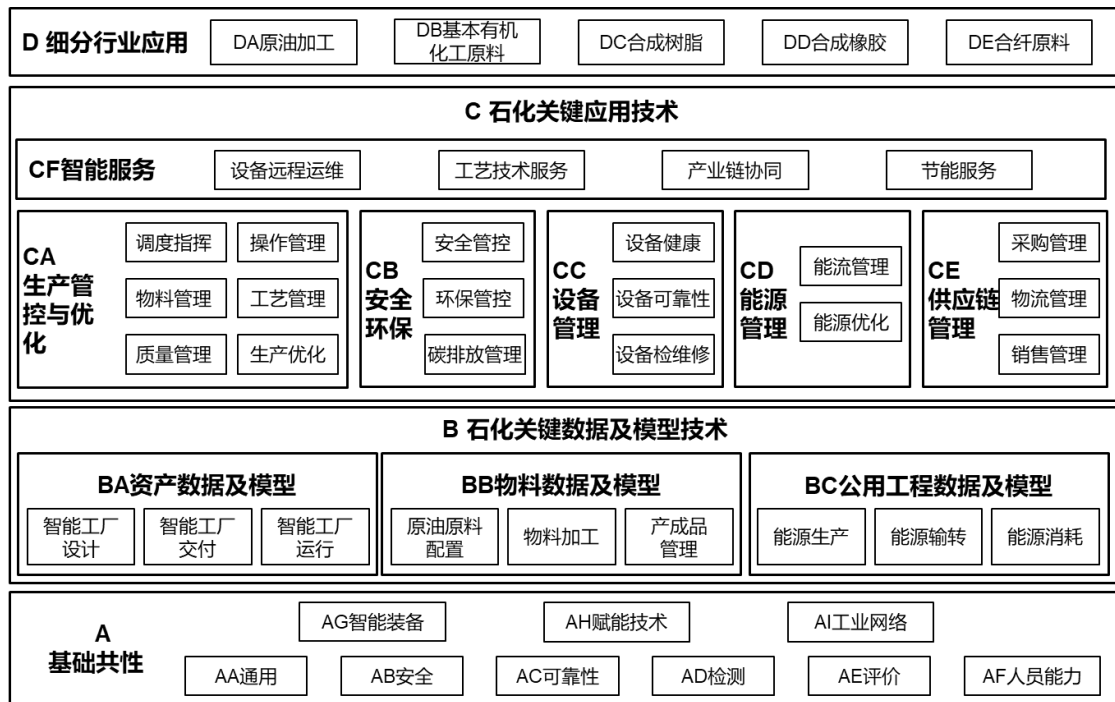 D 细分行业应用
DA原油加工
DB基本有机
化工原料
DC合成树脂
DD合成橡胶
DE合纤原料
C 石化关键应用技术
CF智能服务
设备远程运维
工艺技术服务
产业链协同
节能服务
CA
生产管
控与优
化
调度指挥
操作管理
物料管理
工艺管理
质量管理
生产优化
CB
安全
环保
安全管控
环保管控
碳排放管理
CC
设备
管理
设备健康
设备可靠性
设备检维修
CD
能源
管理
能流管理
能源优化
CE
供应链
管理
采购管理
物流管理
销售管理
B 石化关键数据及模型技术
BA资产数据及模型
智能工厂
设计
智能工厂
交付
智能工厂
运行
BB物料数据及模型
原油原料
配置
物料加工
产成品
管理
BC公用工程数据及模型
能源生产
能源输转
能源消耗
A
基础共性
AG智能装备
AH赋能技术
AI工业网络
AA通用
AB安全
AC可靠性
AD检测
AE评价
AF人员能力